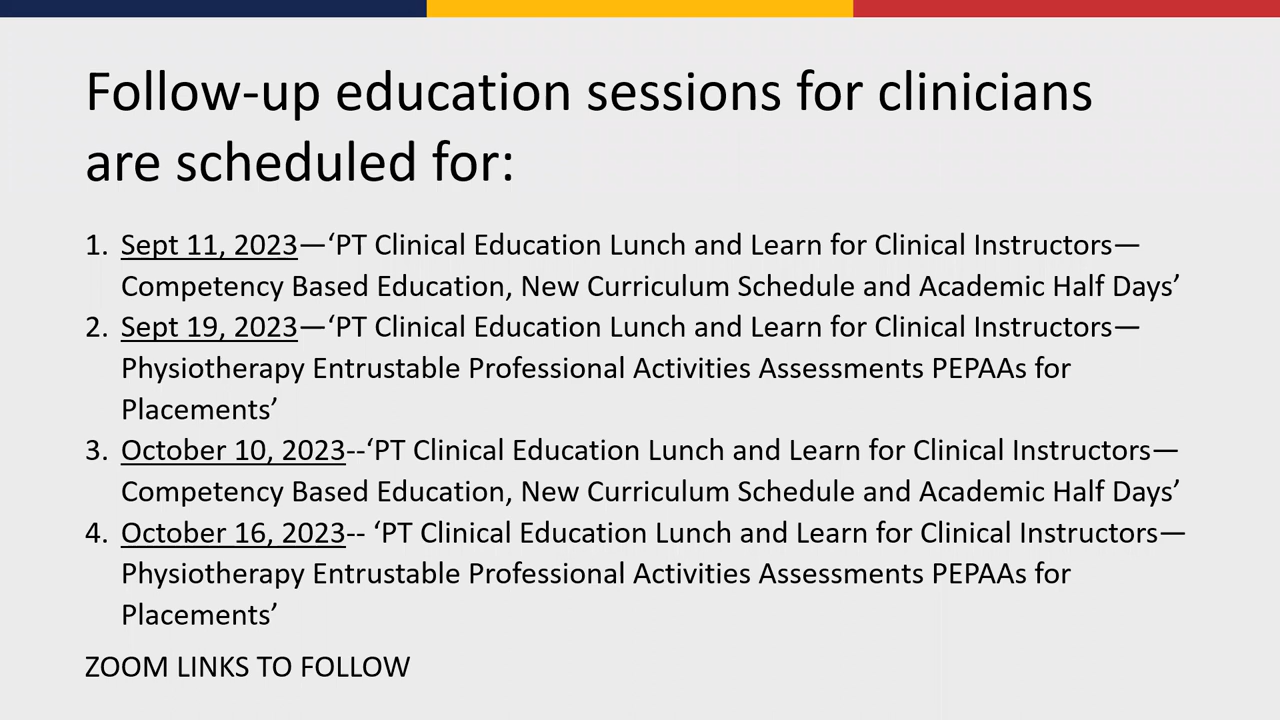 Follow-up education sessions for clinicians
are scheduled for:
1. Sept 11, 2023—‘PT Clinical Education Lunch and Learn for Clinical Instructors—
Competency Based Education, New Curriculum Schedule and Academic Half Days’
2. Sept 19, 2023—‘PT Clinical Education Lunch and Learn for Clinical Instructors—
Physiotherapy Entrustable Professional Activities Assessments PEPAAs for
Placements’
3. October 10, 2023--‘PT Clinical Education Lunch and Learn for Clinical Instructors—
Competency Based Education, New Curriculum Schedule and Academic Half Days’
4. October 16, 2023-- ‘PT Clinical Education Lunch and Learn for Clinical Instructors—
Physiotherapy Entrustable Professional Activities Assessments PEPAAs for
Placements’
ZOOM LINKS TO FOLLOW